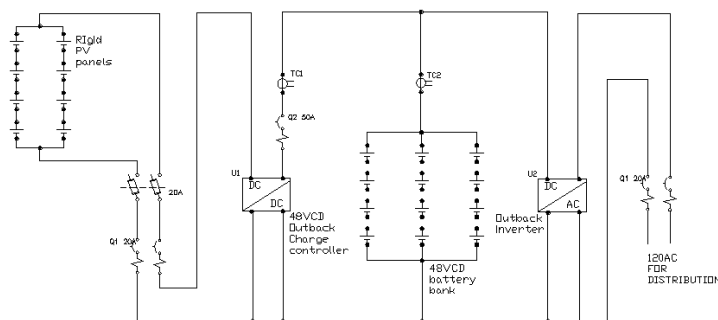 RIgid
PV
panels
TC1
TC2
Q2 50A
U1
DC
DC
U2
DC
AC
Q1 20A
20A
48VCD
Outback
Charge
controller
Outback
Inverter
Q1 20A
48VCD
battery
bank
120AC
FOR
DISTRIBUTION